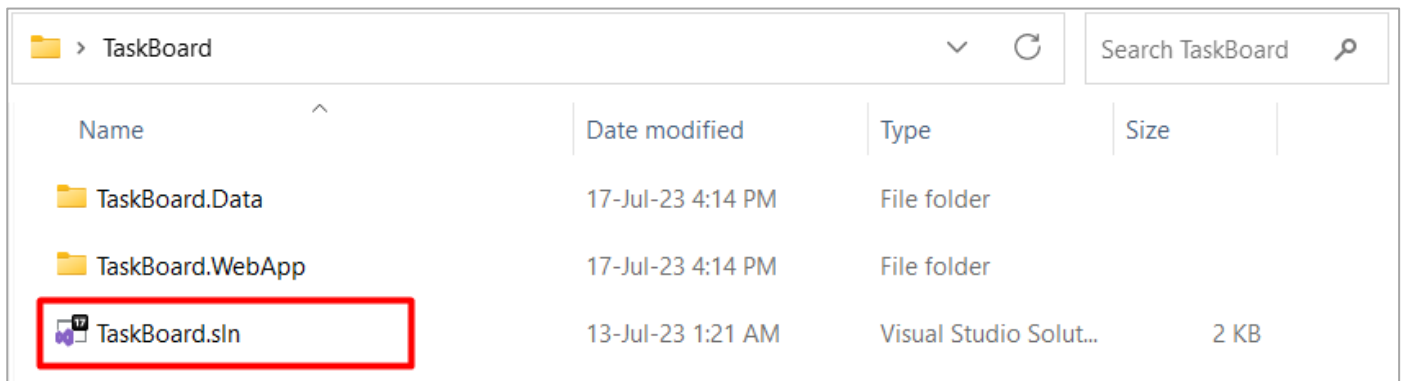 > TaskBoard Search TaskBoard
Name Date modified Type Size
TaskBoard.Data 17-Jul-23 4:14 PM File folder
TaskBoard.WebApp 17-Jul-23 4:14 PM File folder
17 TaskBoard.sln 13-Jul-23 1:21 AM Visual Studio Solut... 2 KB